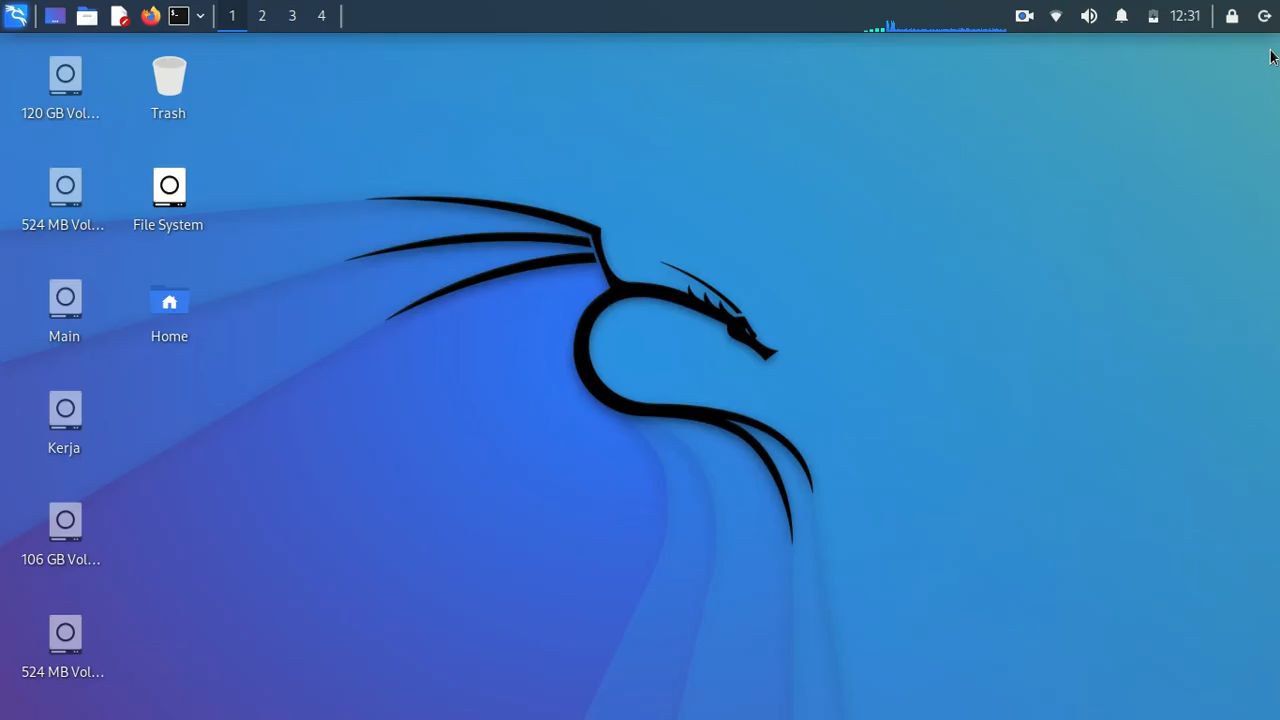 1 2 3 4 12:31
120 GB Vol... Trash
524 MB Vol... File System
Main Home
Kerja
106 GB Vol...
524 MB Vol...